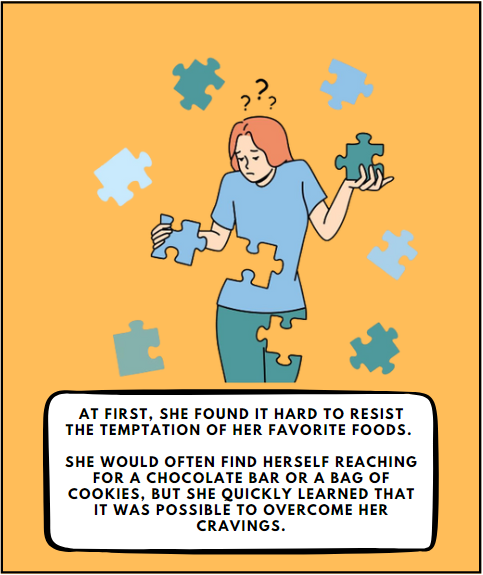 ???
AT FIRST, SHE FOUND IT HARD TO RESIST
THE TEMPTATION OF HER FAVORITE FOODS.
SHE WOULD OFTEN FIND HERSELF REACHING
FOR A CHOCOLATE BAR OR A BAG OF
COOKIES, BUT SHE QUICKLY LEARNED THAT
IT WAS POSSIBLE TO OVERCOME HER
CRAVINGS.